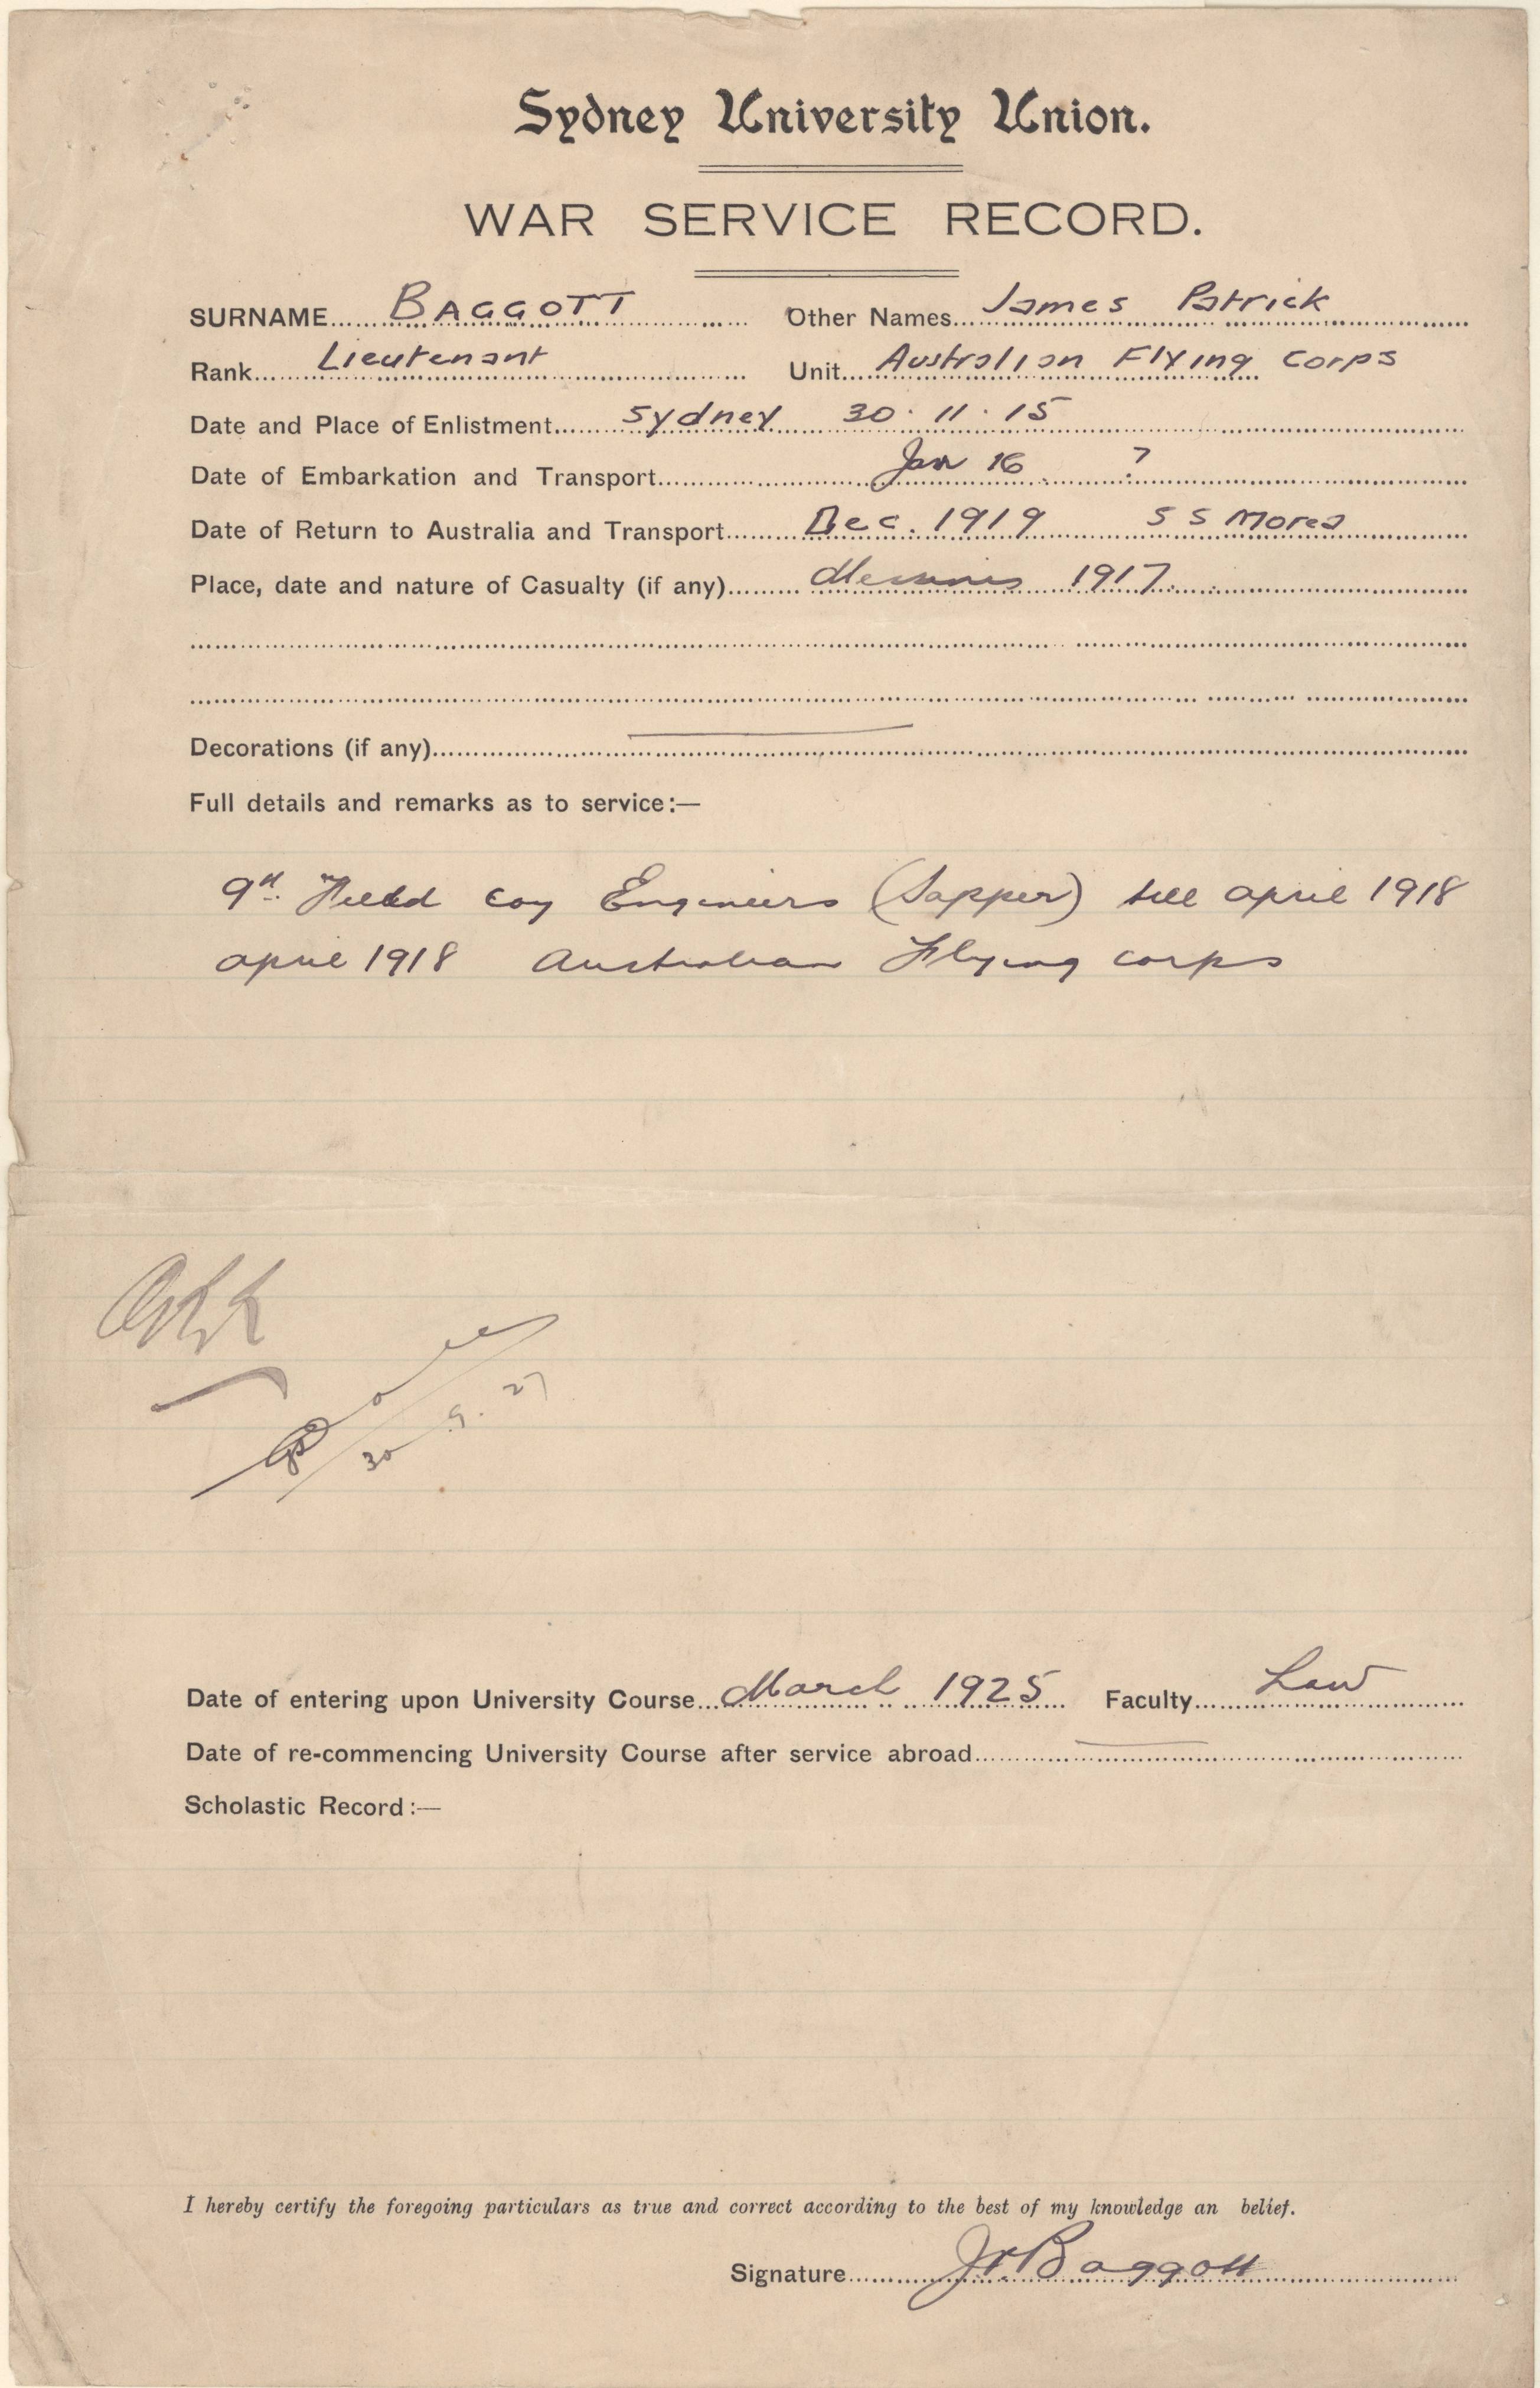 Sydney University Union.
WAR SERVICE RECORD.
SURNAME BAGGOTT Other Names James Patrick
Rank Lieutenant Unit Australian Flying Corps
Date and Place of Enlistment Sydney 30.11.15
Date of Embarkation and Transport Jan 16 ?
Date of Return to Australia and Transport Dec. 1919 S S Morea
Place, date and nature of Casualty (if any) Messines 1917
Decorations (if any)
Full details and remarks as to service:—
9th Field coy Engineers (Sapper) till april 1918
april 1918 Australian Flying corps
30 9. 27
Date of entering upon University Course March 1925 Faculty Law
Date of re-commencing University Course after service abroad
Scholastic Record:—
I hereby certify the foregoing particulars as true and correct according to the best of my knowledge an belief.
Signature JPBaggott